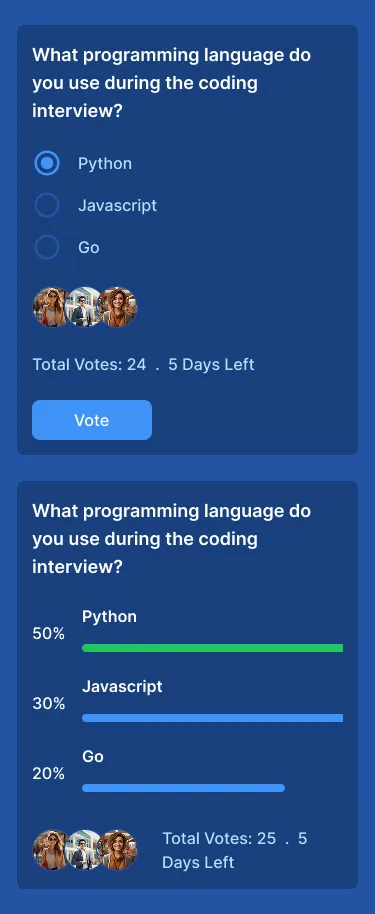 What programming language do
you use during the coding
interview?
Python
Javascript
Go
Total Votes: 24 . 5 Days Left
Vote
What programming language do
you use during the coding
interview?
Python
50%
Javascript
30%
Go
20%
Total Votes: 25 . 5
Days Left